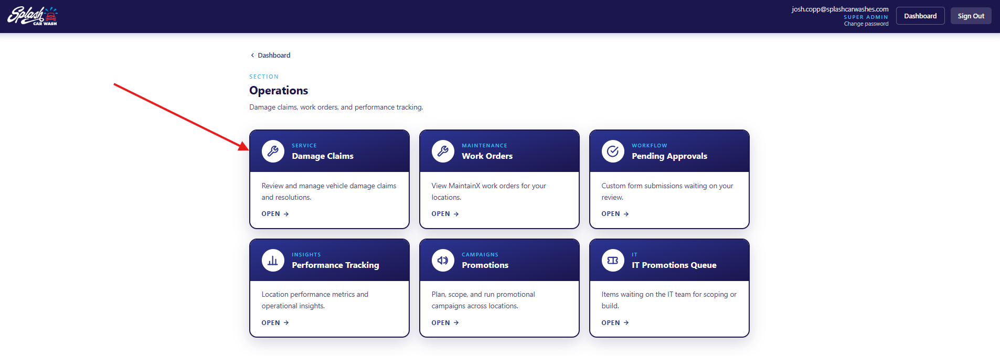 Splash
CAR WASH
josh.copp@splashcarwashes.com
SUPER ADMIN
Change password
Dashboard
Sign Out
Dashboard
SECTION
Operations
Damage claims, work orders, and performance tracking.
SERVICE
Damage Claims
Review and manage vehicle damage claims
and resolutions.
OPEN →
MAINTENANCE
Work Orders
View MaintainX work orders for your
locations.
OPEN →
WORKFLOW
Pending Approvals
Custom form submissions waiting on your
review.
OPEN →
INSIGHTS
Performance Tracking
Location performance metrics and
operational insights.
OPEN →
CAMPAIGNS
Promotions
Plan, scope, and run promotional
campaigns across locations.
OPEN →
IT
IT Promotions Queue
Items waiting on the IT team for scoping or
build.
OPEN →